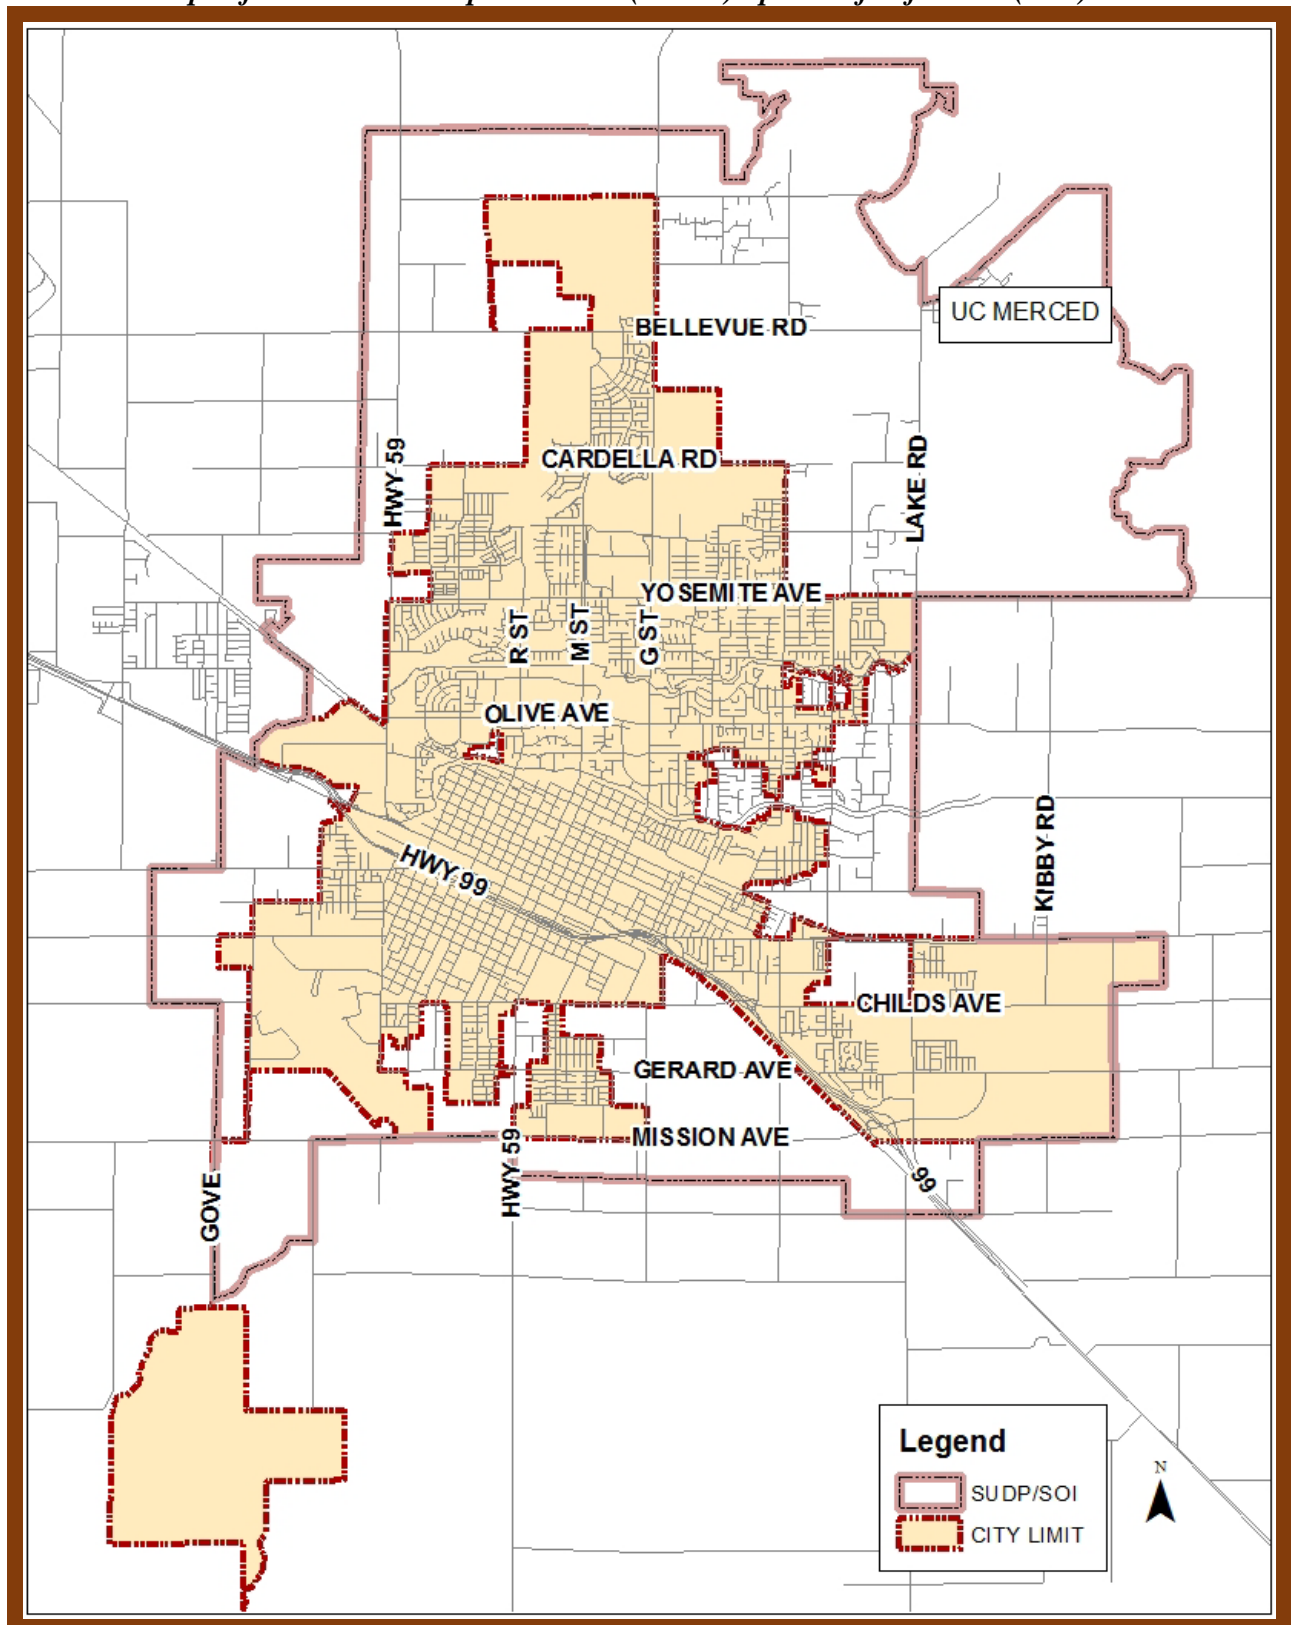 UC MERCED
BELLEVUE RD
CARDELLA RD
HWY 59
LAKE RD
YOSEMITE AVE
R ST
M ST
G ST
OLIVE AVE
KIBBY RD
HWY 99
CHILDS AVE
GERARD AVE
MISSION AVE
HWY 59
99
GOVE
Legend
SUDP/SOI
CITY LIMIT
N